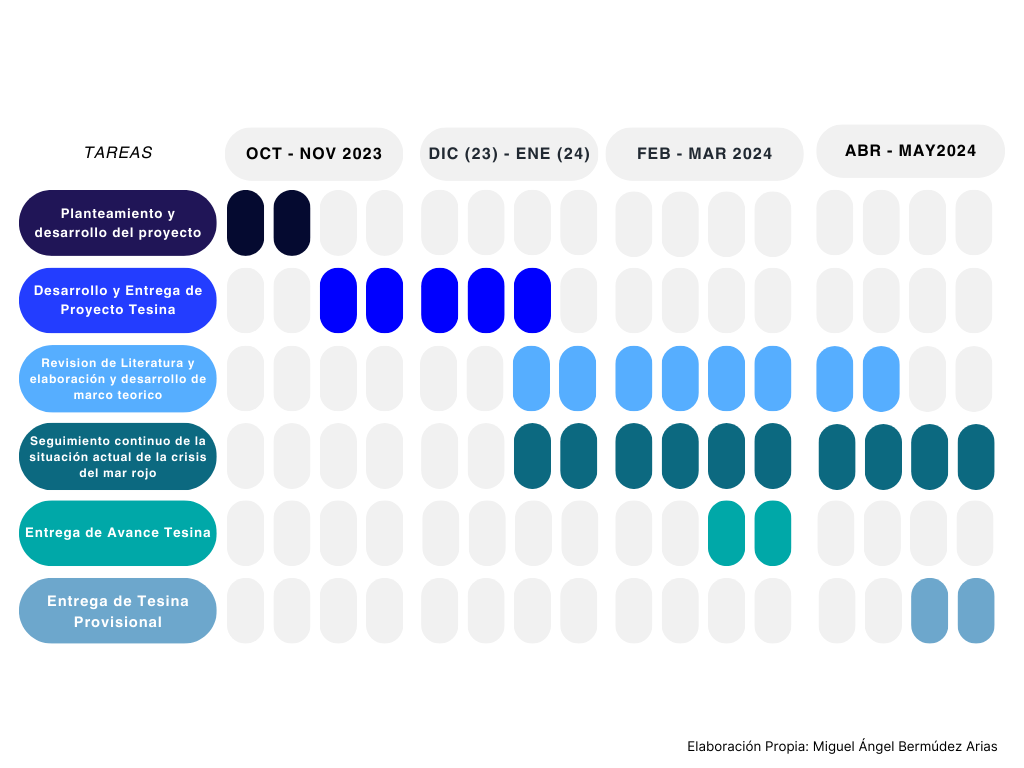 TAREAS
OCT - NOV 2023
DIC (23) - ENE (24)
FEB - MAR 2024
ABR - MAY2024
Planteamiento y
desarrollo del proyecto
Desarrollo y Entrega de
Proyecto Tesina
Revision de Literatura y
elaboración y desarrollo de
marco teorico
Seguimiento continuo de la
situación actual de la crisis
del mar rojo
Entrega de Avance Tesina
Entrega de Tesina
Provisional
Elaboración Propia: Miguel Ángel Bermúdez Arias